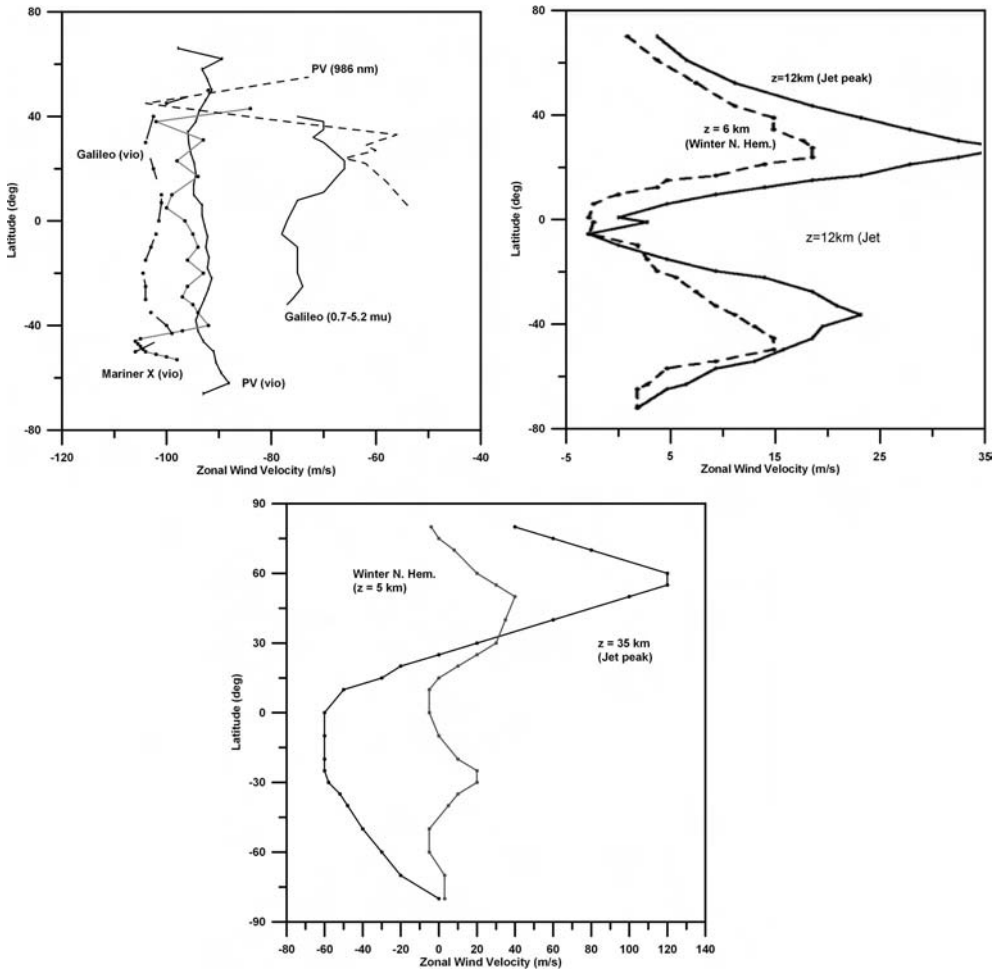 80
PV (986 nm)
40
Galileo (vio)
0
Galileo (0.7-5.2 mu)
-40
Mariner X (vio)
PV (vio)
-80
-120
-100
-80
-60
-40
Zonal Wind Velocity (m/s)
Latitude (deg)
80
z=12km (Jet peak)
40
z = 6 km
(Winter N. Hem.)
0
z=12km (Jet
-40
-80
-5
5
15
25
35
Zonal Wind Velocity (m/s)
Latitude (deg)
90
Winter N. Hem.
(z = 5 km)
60
z = 35 km
(Jet peak)
30
0
-30
-60
-90
-80
-60
-40
-20
0
20
40
60
80
100
120
140
Zonal Wind Velocity (m/s)
Latitude (deg)